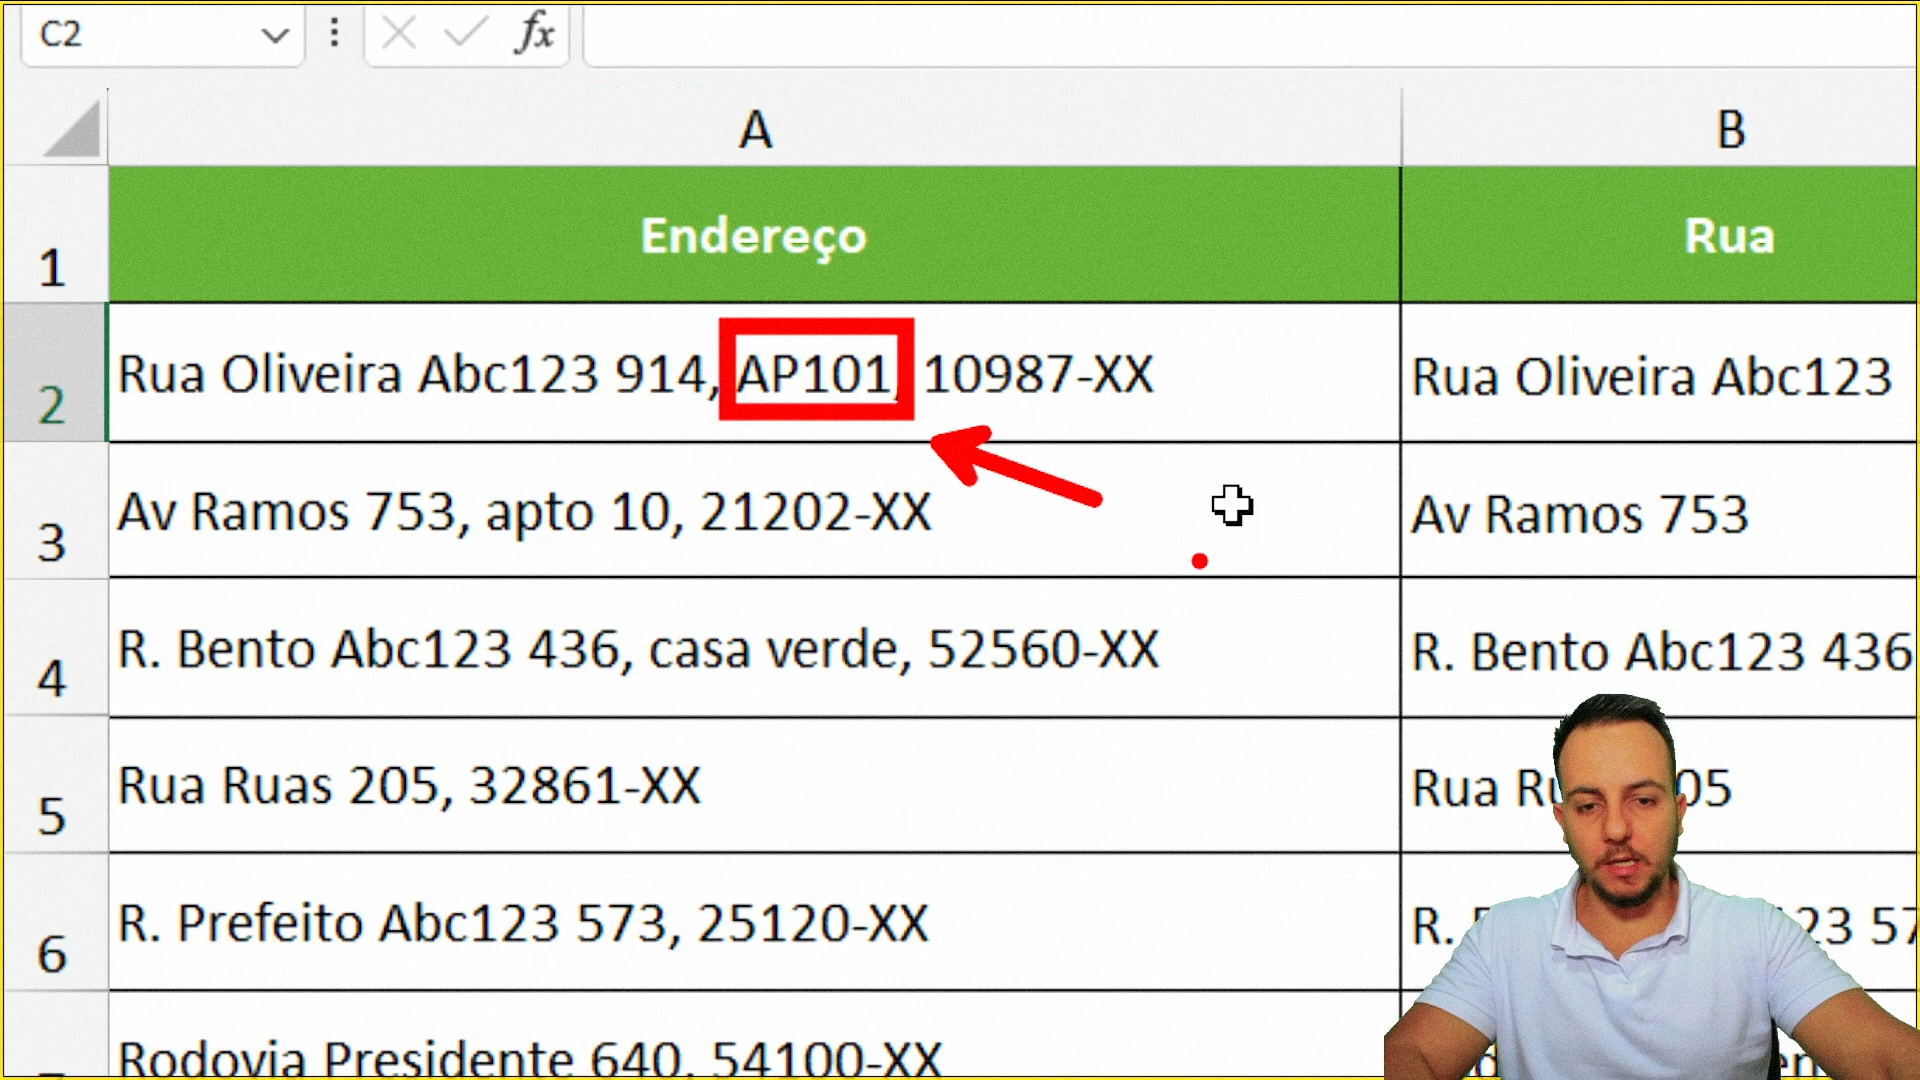 C2
fx
A B
1 Endereço Rua
2 Rua Oliveira Abc123 914, AP101, 10987-XX Rua Oliveira Abc123
3 Av Ramos 753, apto 10, 21202-XX Av Ramos 753
4 R. Bento Abc123 436, casa verde, 52560-XX R. Bento Abc123 436
5 Rua Ruas 205, 32861-XX Rua
6 R. Prefeito Abc123 573, 25120-XX R.
Rodovia Presidente 640, 54100-XX